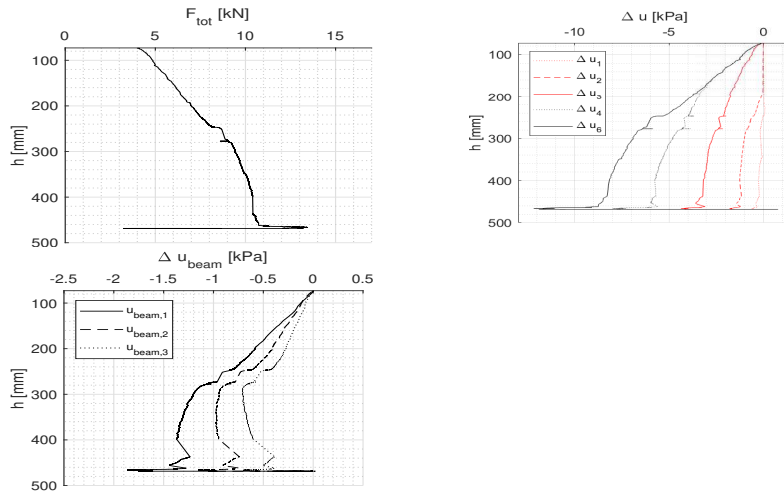 F_tot [kN]
0 5 10 15
100
200
300
400
500
h [mm]
Δ u [kPa]
-10 -5 0
100
200
300
400
500
h [mm]
Δ u_1
Δ u_2
Δ u_3
Δ u_4
Δ u_6
Δ u_beam [kPa]
-2.5 -2 -1.5 -1 -0.5 0 0.5
100
200
300
400
500
h [mm]
u_beam,1
u_beam,2
u_beam,3